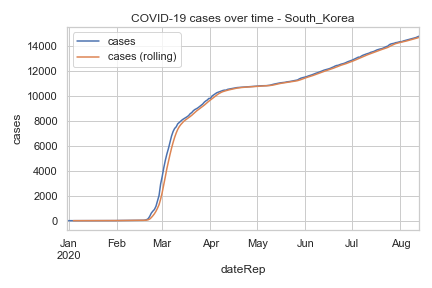 COVID-19 cases over time - South_Korea
cases
cases (rolling)
cases
14000
12000
10000
8000
6000
4000
2000
0
Jan Feb Mar Apr May Jun Jul Aug
2020
dateRep